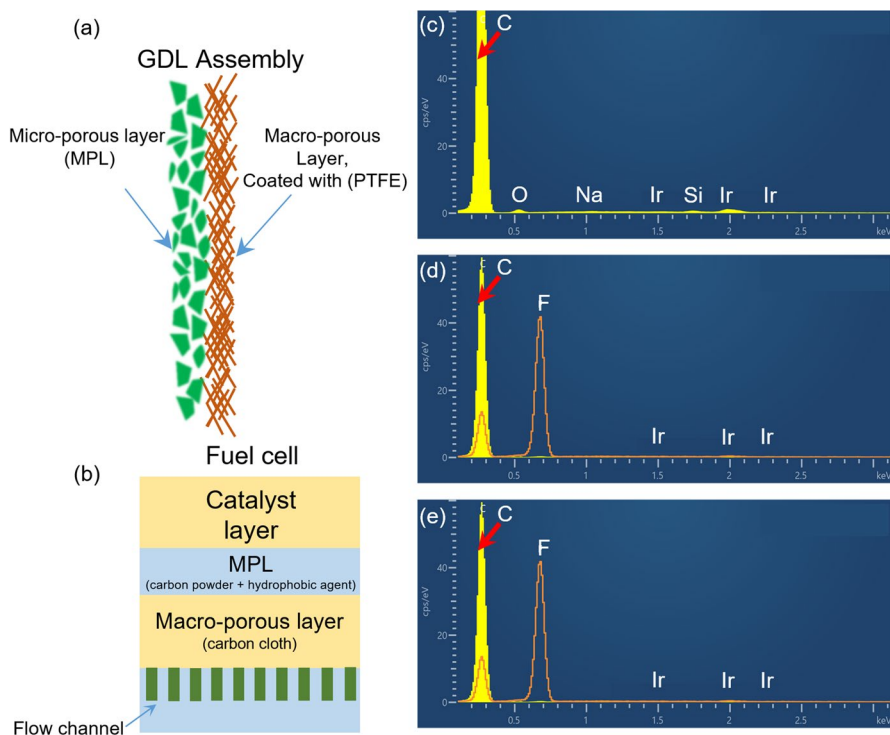 (a)
GDL Assembly
Micro-porous layer
(MPL)
Macro-porous
Layer,
Coated with (PTFE)
(b)
Fuel cell
Catalyst
layer
MPL
(carbon powder + hydrophobic agent)
Macro-porous layer
(carbon cloth)
Flow channel
(c)
C
cps/eV
40
20
0
O Na Ir Si Ir Ir
0.5 1 1.5 2 2.5 keV
(d)
C
F
cps/eV
40
20
0
Ir Ir Ir
0.5 1 1.5 2 2.5 keV
(e)
C
F
cps/eV
40
20
0
Ir Ir Ir
0.5 1 1.5 2 2.5 keV